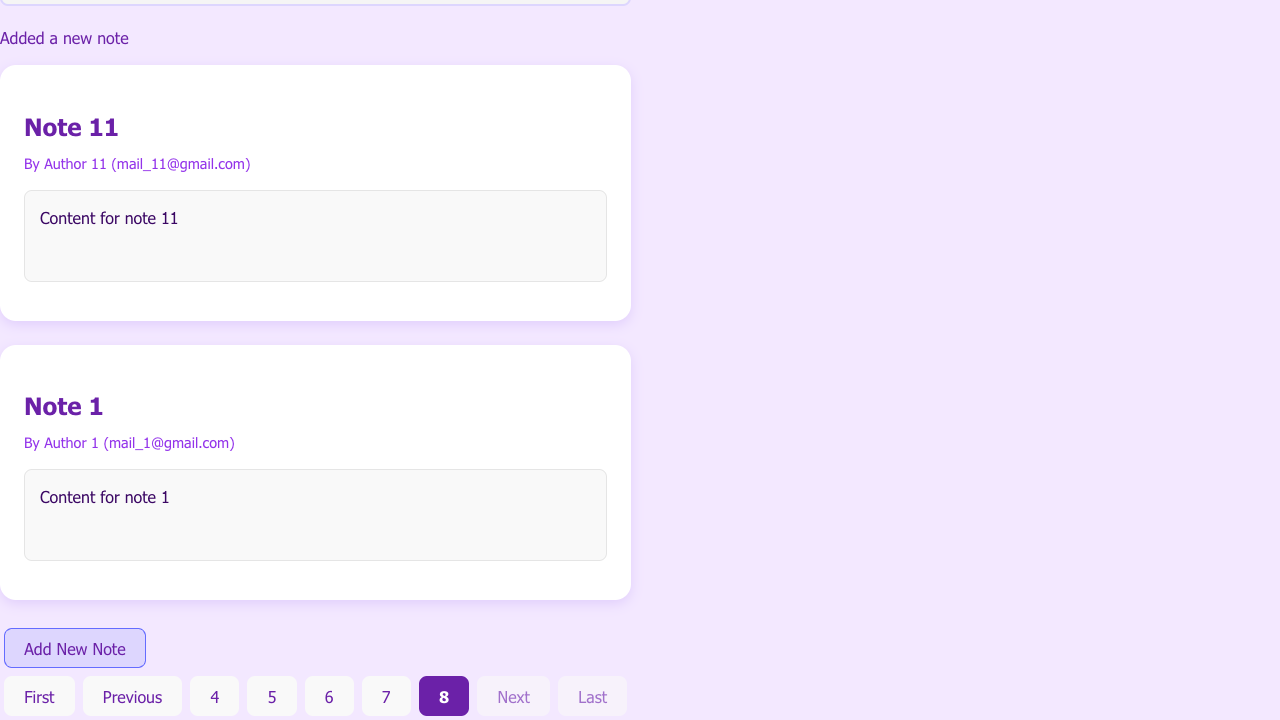 Added a new note
Note 11
By Author 11 (mail_11@gmail.com)
Content for note 11
Note 1
By Author 1 (mail_1@gmail.com)
Content for note 1
Add New Note
First Previous 4 5 6 7 8 Next Last